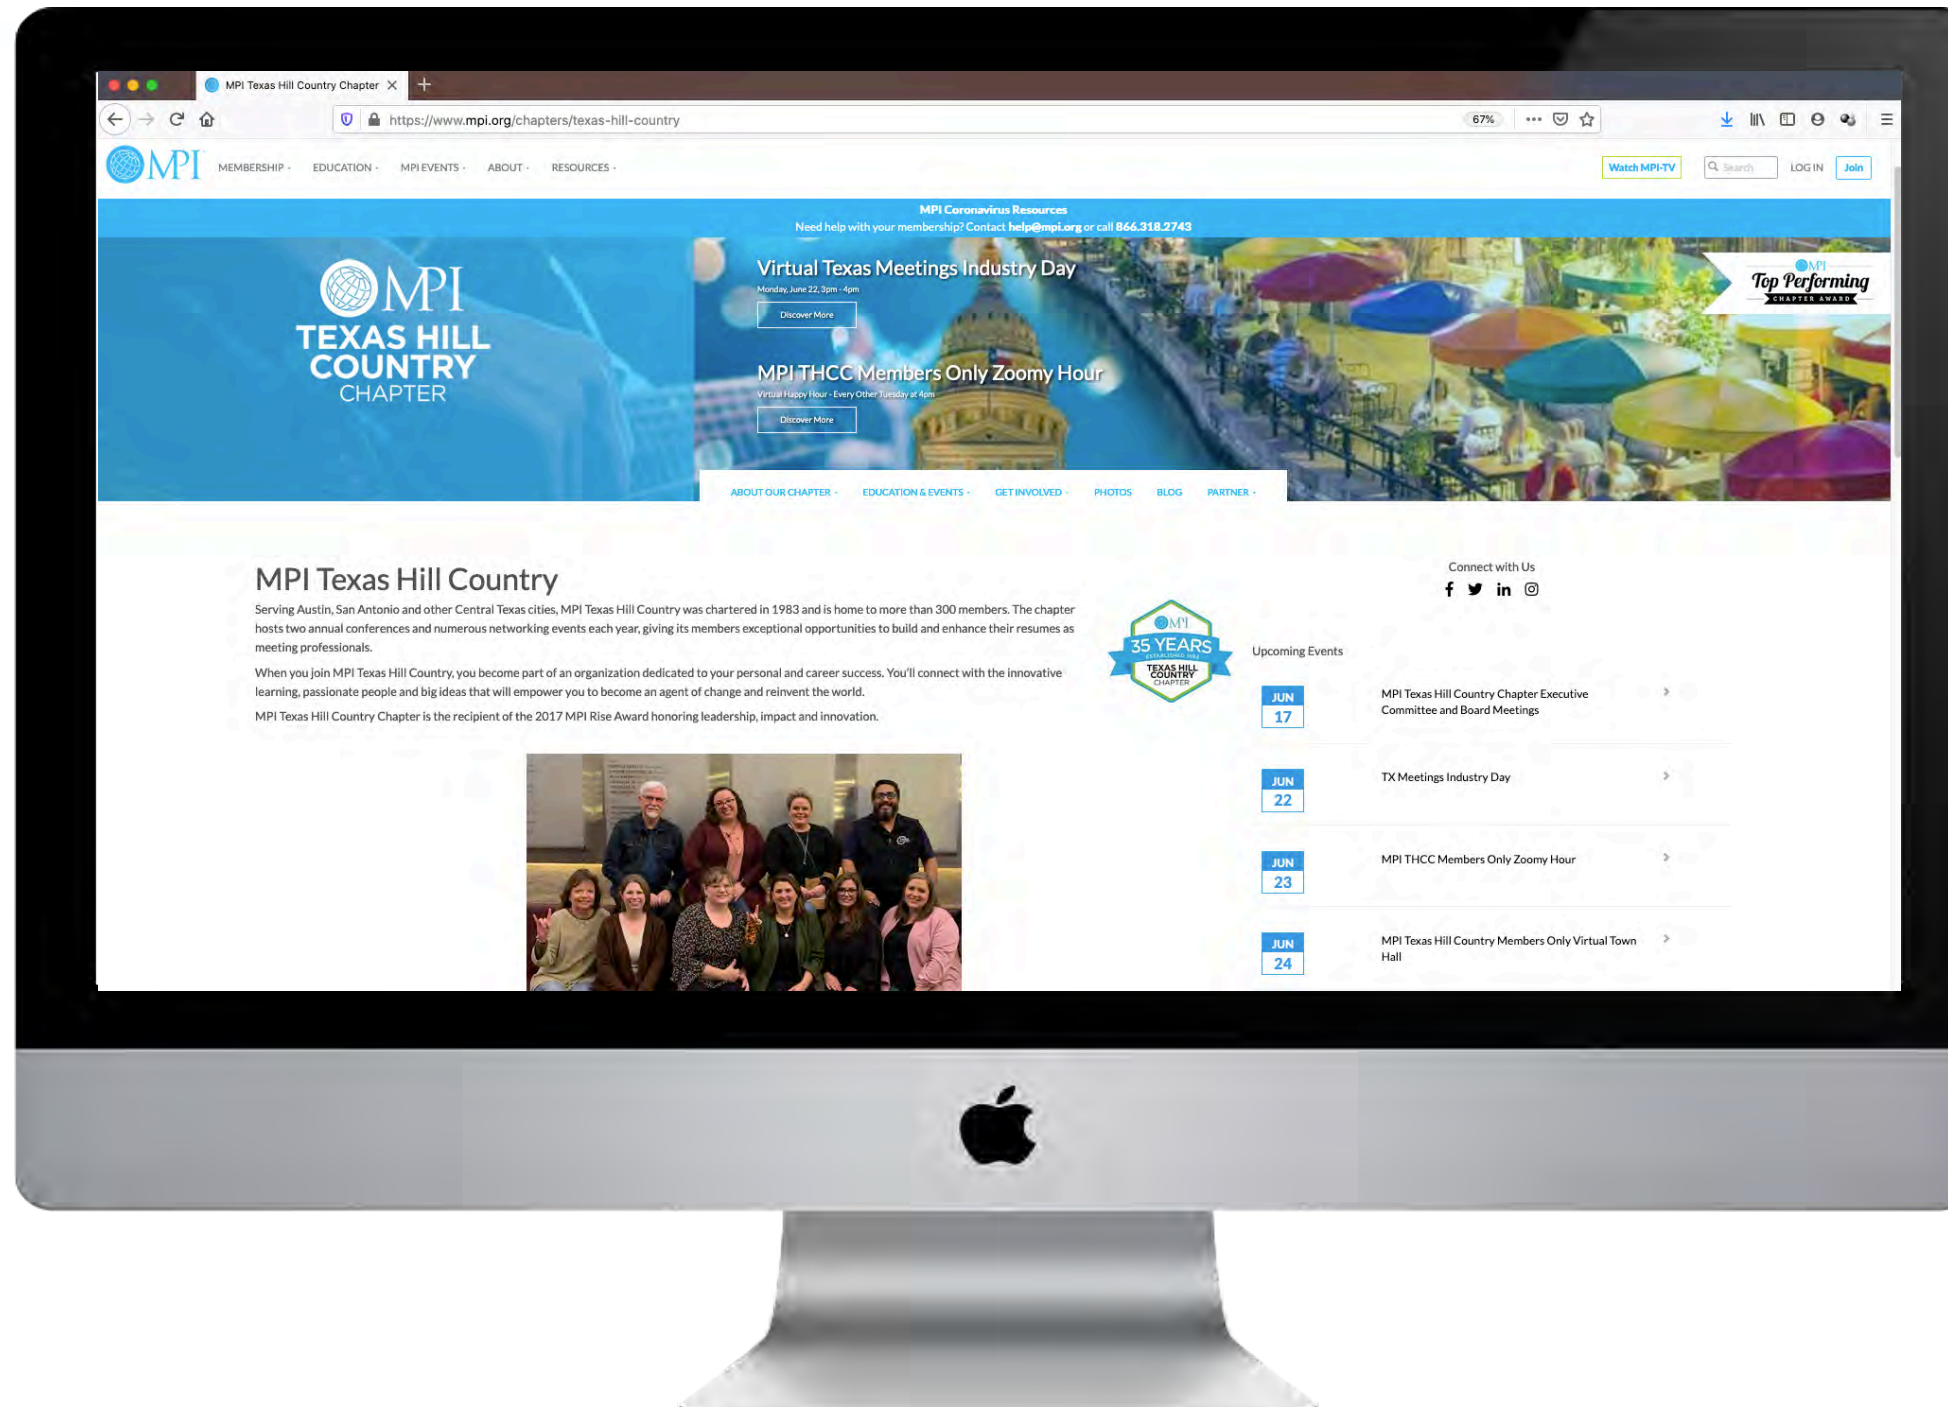 MPI Texas Hill Country Chapter
https://www.mpi.org/chapters/texas-hill-country
67%
MPI
MEMBERSHIP
EDUCATION
MPI EVENTS
ABOUT
RESOURCES
Watch MPI-TV
Search
LOG IN
Join
MPI Coronavirus Resources
Need help with your membership? Contact help@mpi.org or call 866.318.2743
MPI
TEXAS HILL
COUNTRY
CHAPTER
Virtual Texas Meetings Industry Day
Monday, June 22, 3pm - 4pm
Discover More
MPI THCC Members Only Zoomy Hour
Virtual Happy Hour - Every Other Tuesday at 4pm
Discover More
MPI
Top Performing
CHAPTER AWARD
ABOUT OUR CHAPTER
EDUCATION & EVENTS
GET INVOLVED
PHOTOS
BLOG
PARTNER
MPI Texas Hill Country
Serving Austin, San Antonio and other Central Texas cities, MPI Texas Hill Country was chartered in 1983 and is home to more than 300 members. The chapter
hosts two annual conferences and numerous networking events each year, giving its members exceptional opportunities to build and enhance their resumes as
meeting professionals.
When you join MPI Texas Hill Country, you become part of an organization dedicated to your personal and career success. You'll connect with the innovative
learning, passionate people and big ideas that will empower you to become an agent of change and reinvent the world.
MPI Texas Hill Country Chapter is the recipient of the 2017 MPI Rise Award honoring leadership, impact and innovation.
MPI
35 YEARS
TEXAS HILL
COUNTRY
CHAPTER
Connect with Us
Upcoming Events
JUN
17
MPI Texas Hill Country Chapter Executive
Committee and Board Meetings
JUN
22
TX Meetings Industry Day
JUN
23
MPI THCC Members Only Zoomy Hour
JUN
24
MPI Texas Hill Country Members Only Virtual Town
Hall